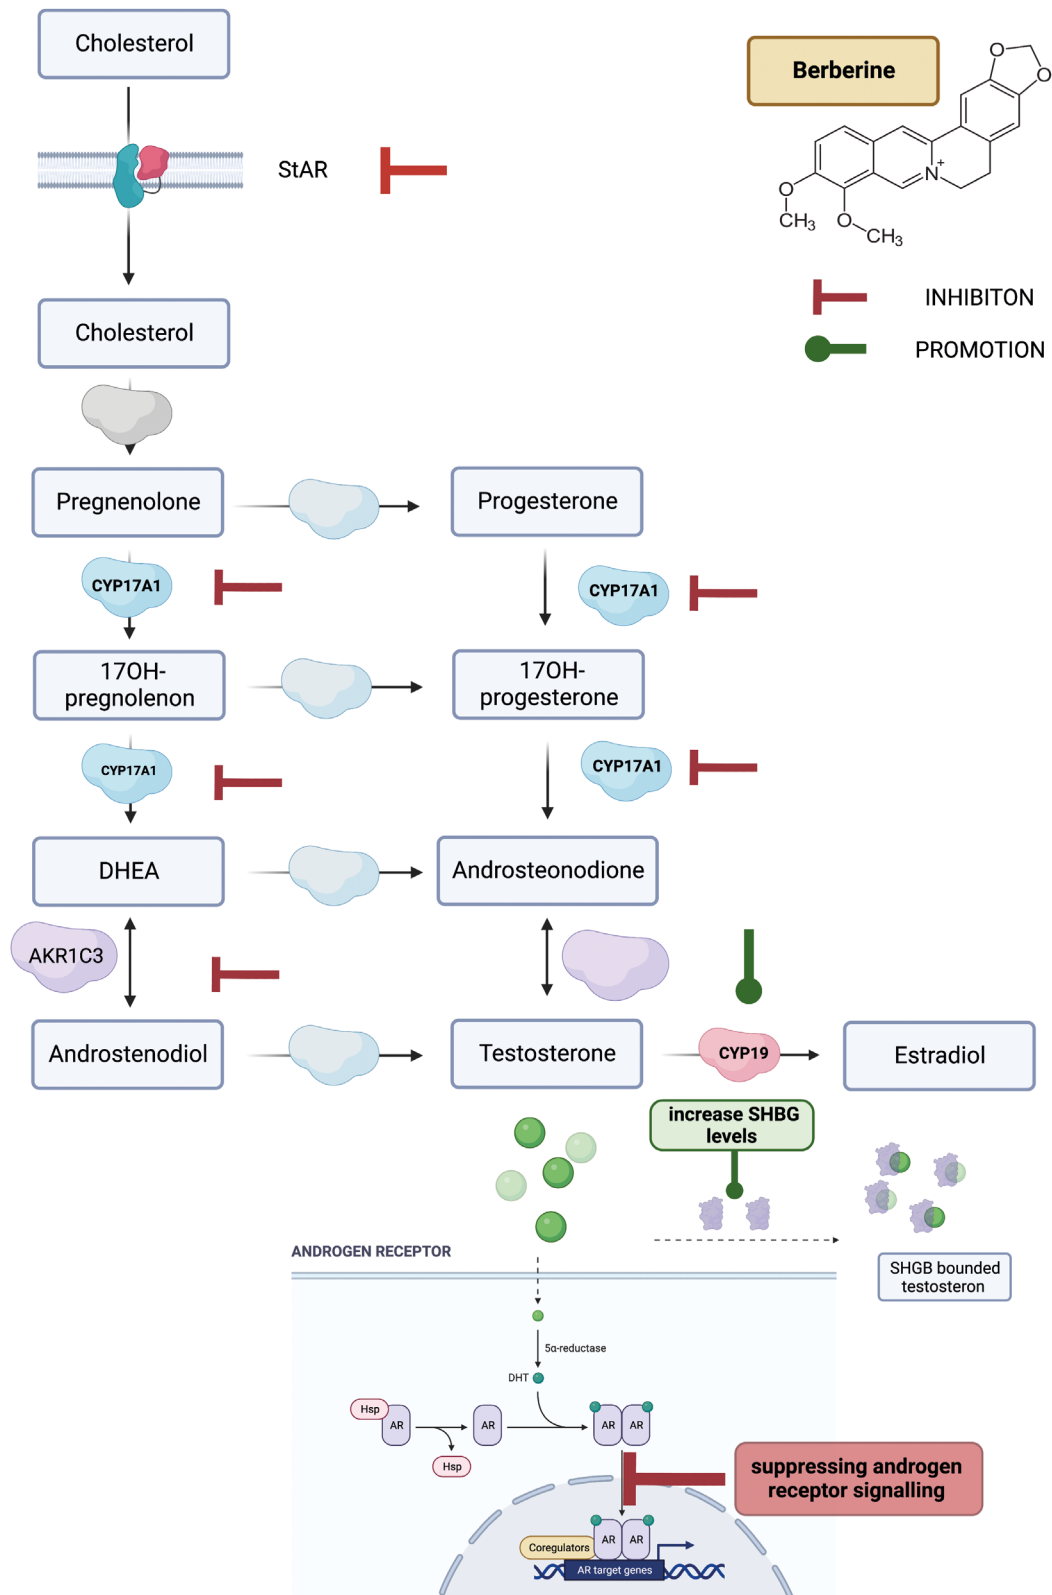 Cholesterol
Berberine
O
O
N+
O
CH3
O
CH3
StAR
INHIBITON
PROMOTION
Cholesterol
Pregnenolone
Progesterone
CYP17A1
CYP17A1
17OH-
pregnolenon
17OH-
progesterone
CYP17A1
CYP17A1
DHEA
Androsteonodione
AKR1C3
Androstenodiol
Testosterone
CYP19
Estradiol
increase SHBG
levels
ANDROGEN RECEPTOR
SHGB bounded
testosteron
5α-reductase
DHT
Hsp
AR
AR
AR
AR
Hsp
suppressing androgen
receptor signalling
AR
AR
Coregulators
AR target genes